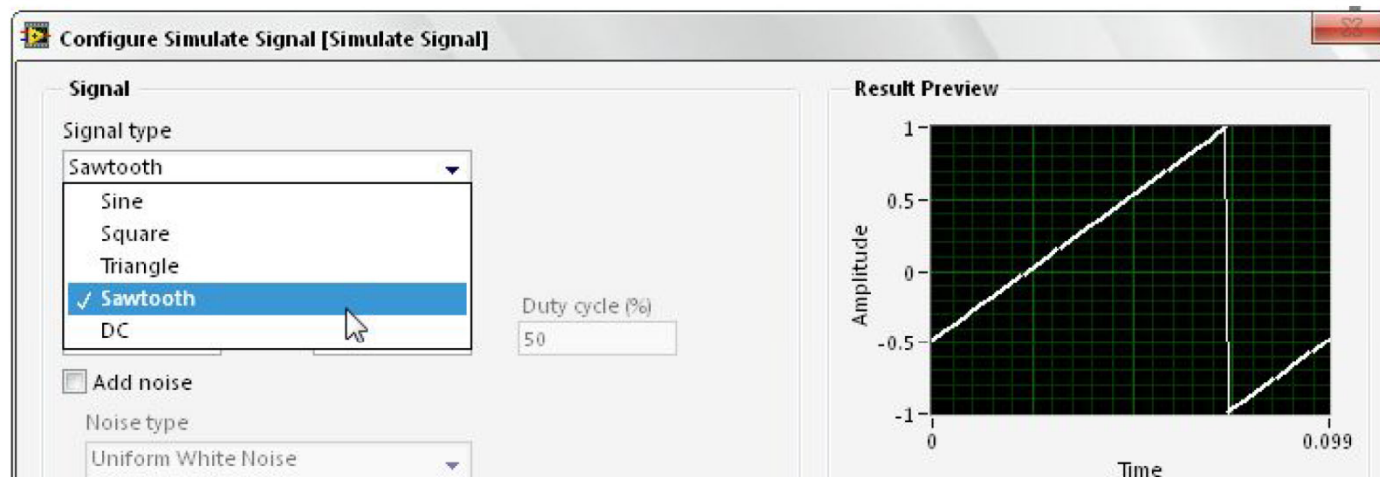 Configure Simulate Signal [Simulate Signal]
Signal
Signal type
Sawtooth
Sine
Square
Triangle
✓ Sawtooth
DC
Duty cycle (%)
50
Add noise
Noise type
Uniform White Noise
Result Preview
1
0.5
0
-0.5
-1
Amplitude
0
0.099
Time